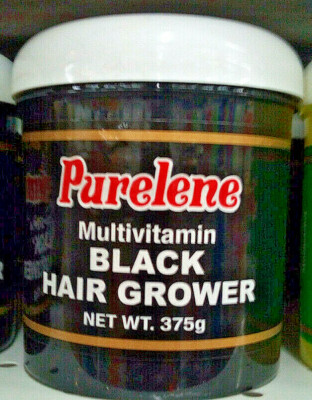 Purelene
Multivitamin
BLACK
HAIR GROWER
NET WT. 375g